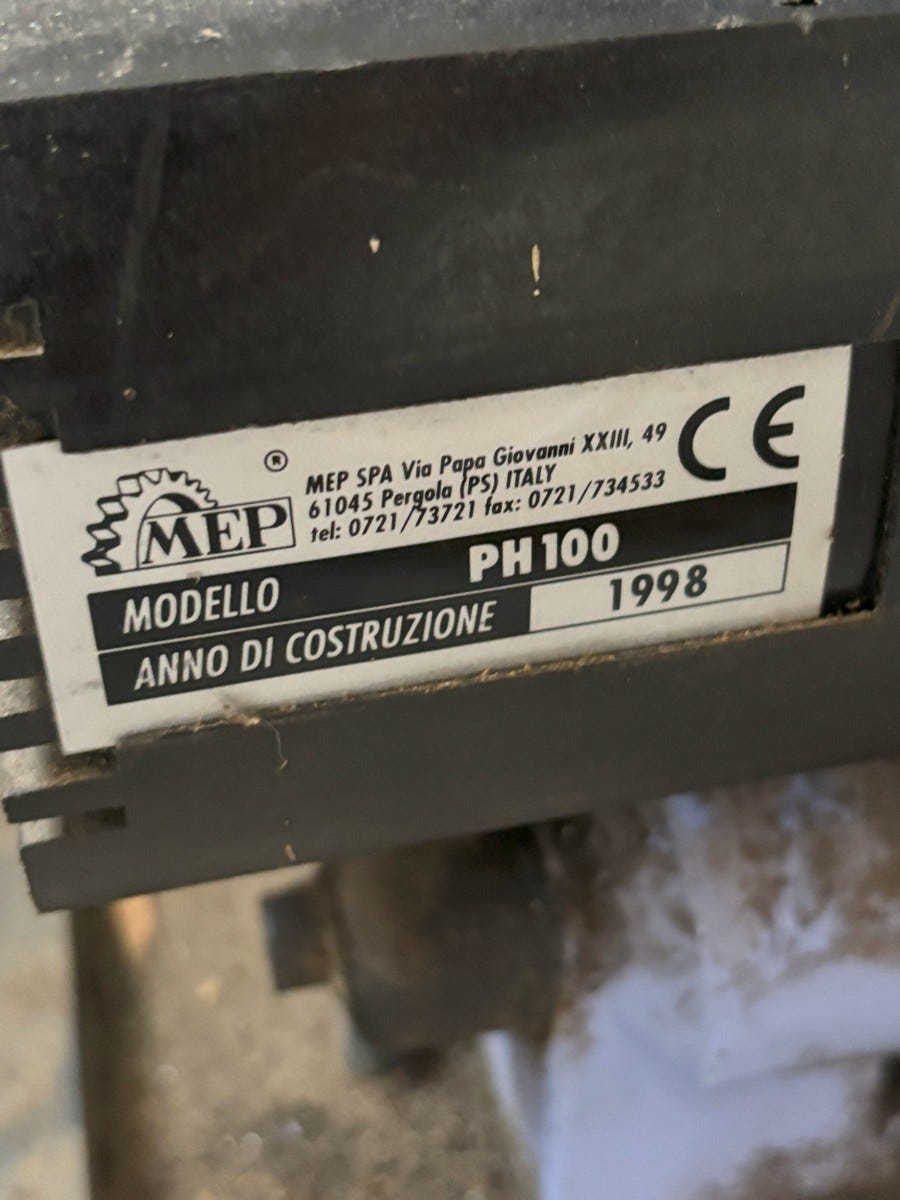 MEP ®
MEP SPA Via Papa Giovanni XXIII, 49
61045 Pergola (PS) ITALY
tel: 0721/73721 fax: 0721/734533
CE
MODELLO PH 100
ANNO DI COSTRUZIONE 1998